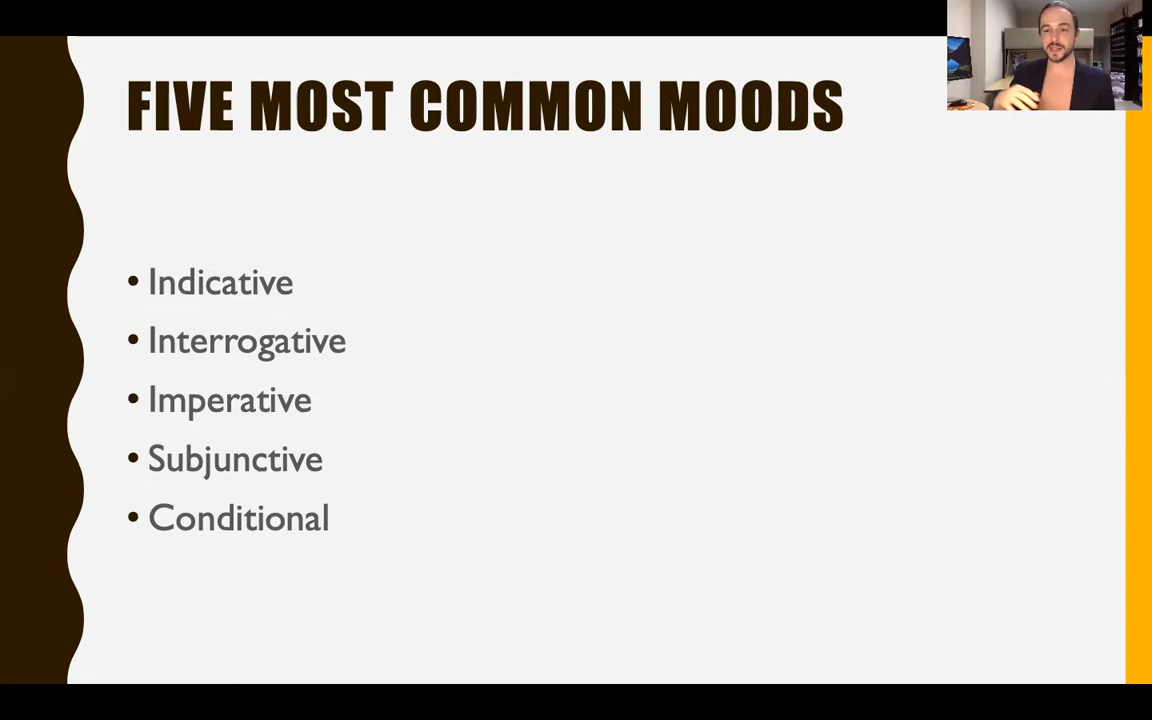 FIVE MOST COMMON MOODS
• Indicative
• Interrogative
• Imperative
• Subjunctive
• Conditional